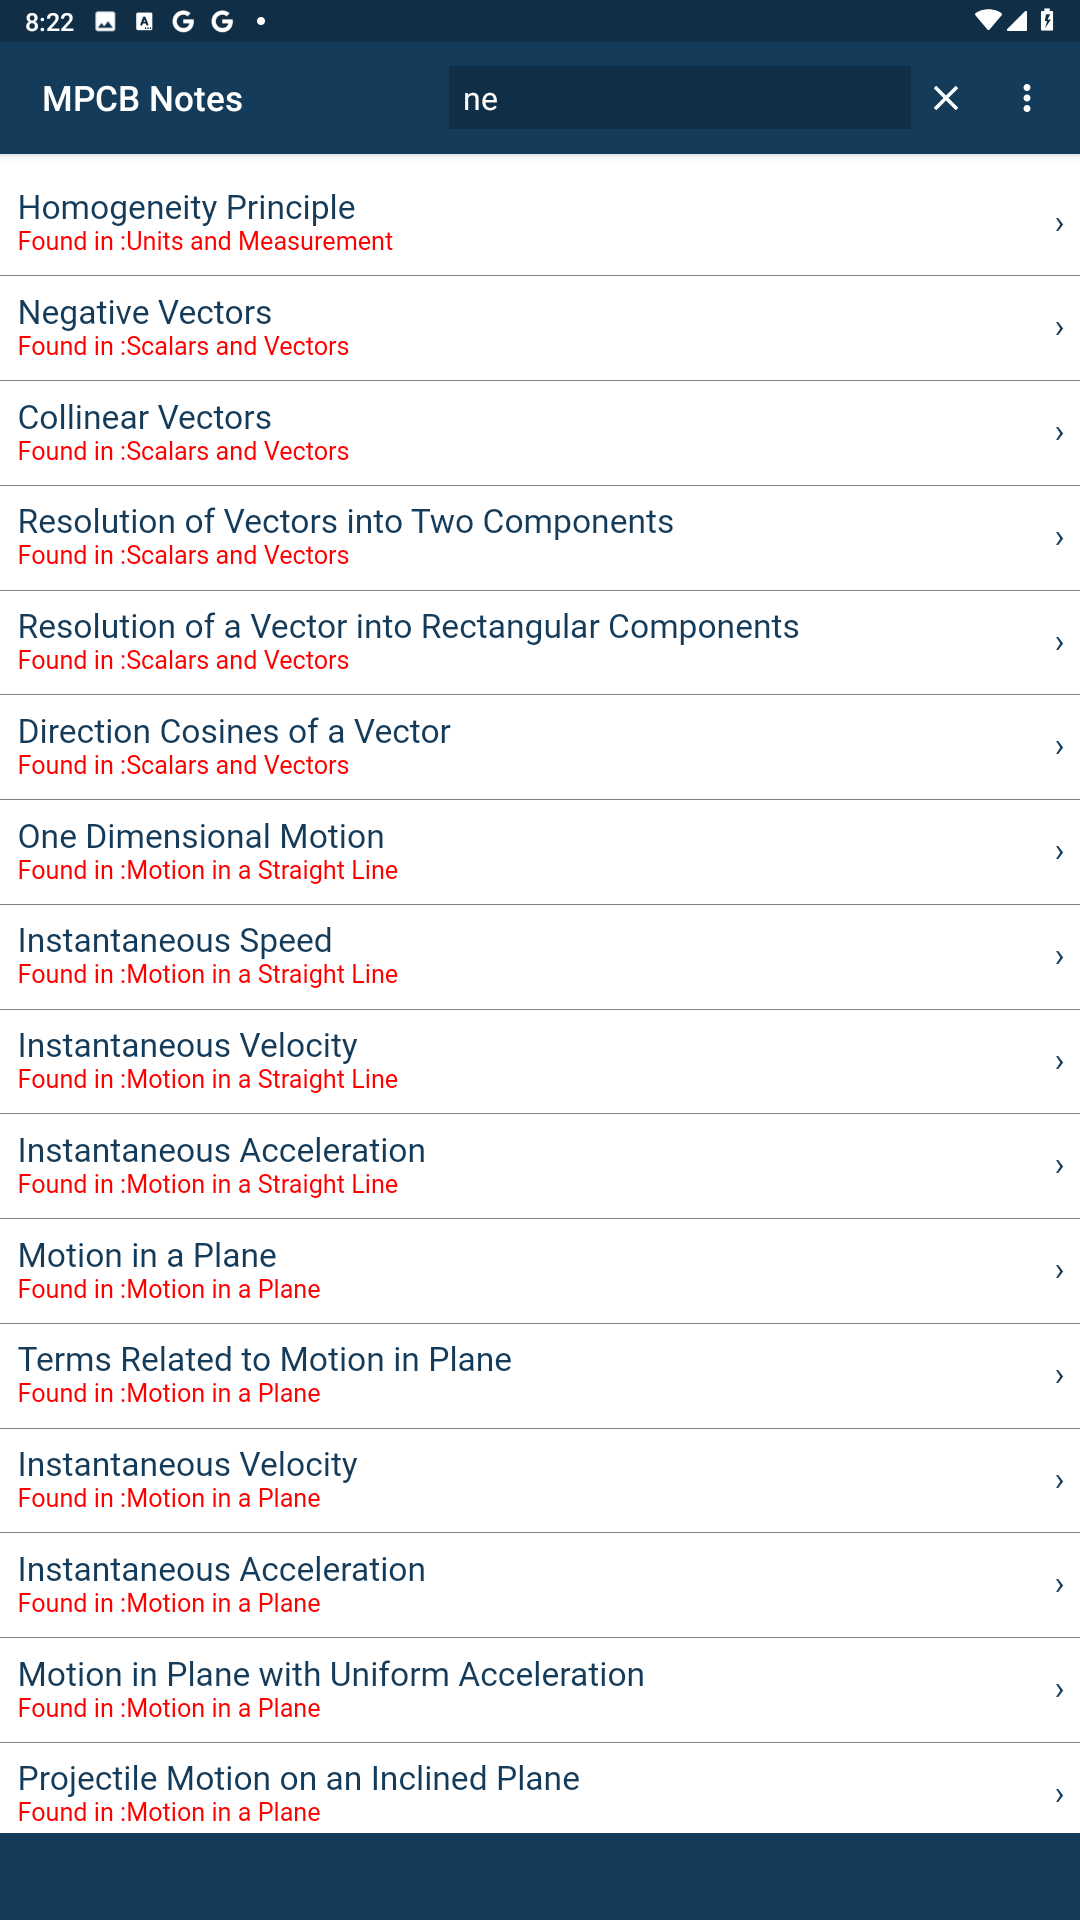 8:22
MPCB Notes
ne
Homogeneity Principle
Found in :Units and Measurement
Negative Vectors
Found in :Scalars and Vectors
Collinear Vectors
Found in :Scalars and Vectors
Resolution of Vectors into Two Components
Found in :Scalars and Vectors
Resolution of a Vector into Rectangular Components
Found in :Scalars and Vectors
Direction Cosines of a Vector
Found in :Scalars and Vectors
One Dimensional Motion
Found in :Motion in a Straight Line
Instantaneous Speed
Found in :Motion in a Straight Line
Instantaneous Velocity
Found in :Motion in a Straight Line
Instantaneous Acceleration
Found in :Motion in a Straight Line
Motion in a Plane
Found in :Motion in a Plane
Terms Related to Motion in Plane
Found in :Motion in a Plane
Instantaneous Velocity
Found in :Motion in a Plane
Instantaneous Acceleration
Found in :Motion in a Plane
Motion in Plane with Uniform Acceleration
Found in :Motion in a Plane
Projectile Motion on an Inclined Plane
Found in :Motion in a Plane